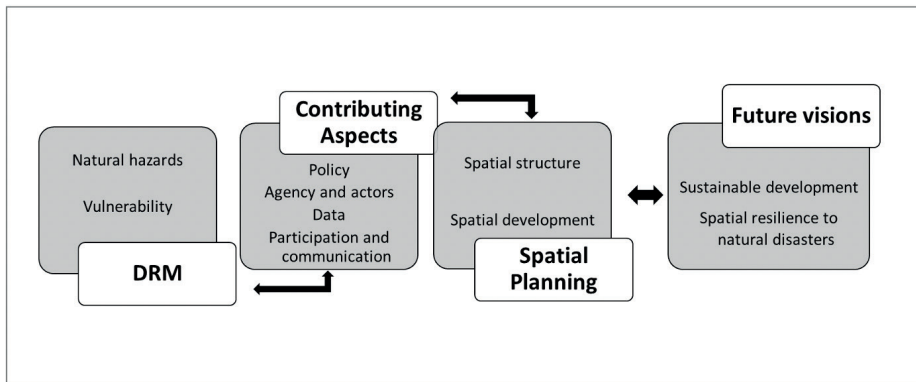 Natural hazards
Vulnerability
DRM
Contributing
Aspects
Policy
Agency and actors
Data
Participation and
communication
Spatial structure
Spatial development
Spatial
Planning
Future visions
Sustainable development
Spatial resilience to
natural disasters